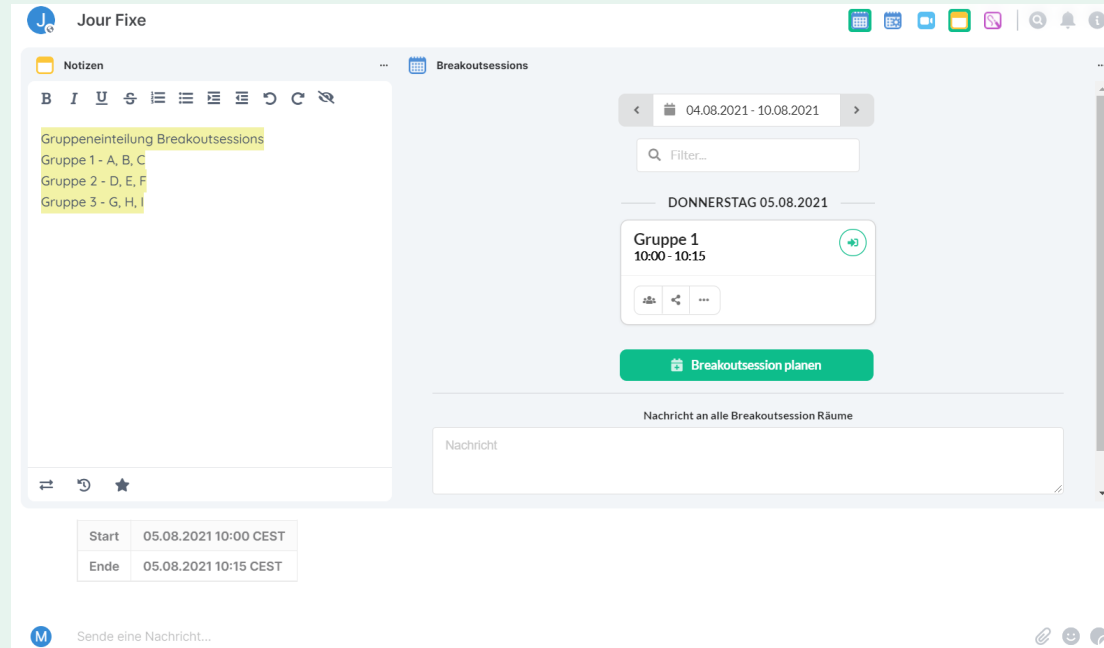 J
Jour Fixe
Notizen
Breakoutsessions
B I U S
Gruppeneinteilung Breakoutsessions
Gruppe 1 - A, B, C
Gruppe 2 - D, E, F
Gruppe 3 - G, H, I
04.08.2021 - 10.08.2021
Filter...
DONNERSTAG 05.08.2021
Gruppe 1
10:00 - 10:15
Breakoutsession planen
Nachricht an alle Breakoutsession Räume
Nachricht
Start 05.08.2021 10:00 CEST
Ende 05.08.2021 10:15 CEST
M
Sende eine Nachricht...